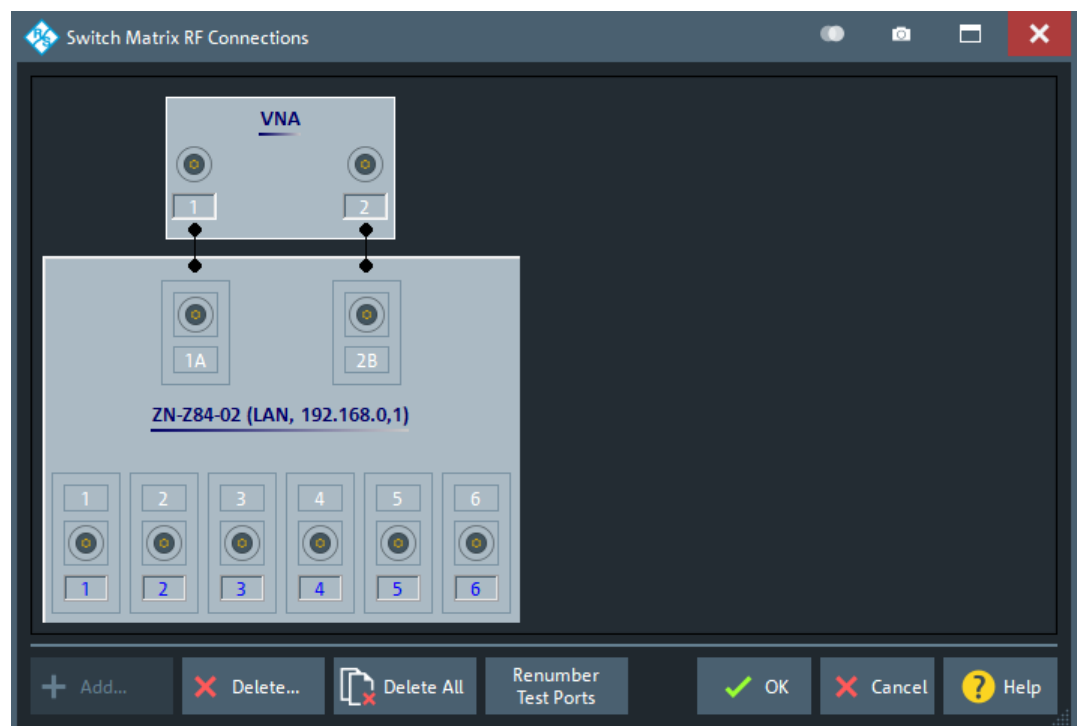 R&S Switch Matrix RF Connections
VNA
1 2
1A 2B
ZN-Z84-02 (LAN, 192.168.0,1)
1 2 3 4 5 6
1 2 3 4 5 6
+ Add... Delete... Delete All Renumber
Test Ports OK Cancel ? Help